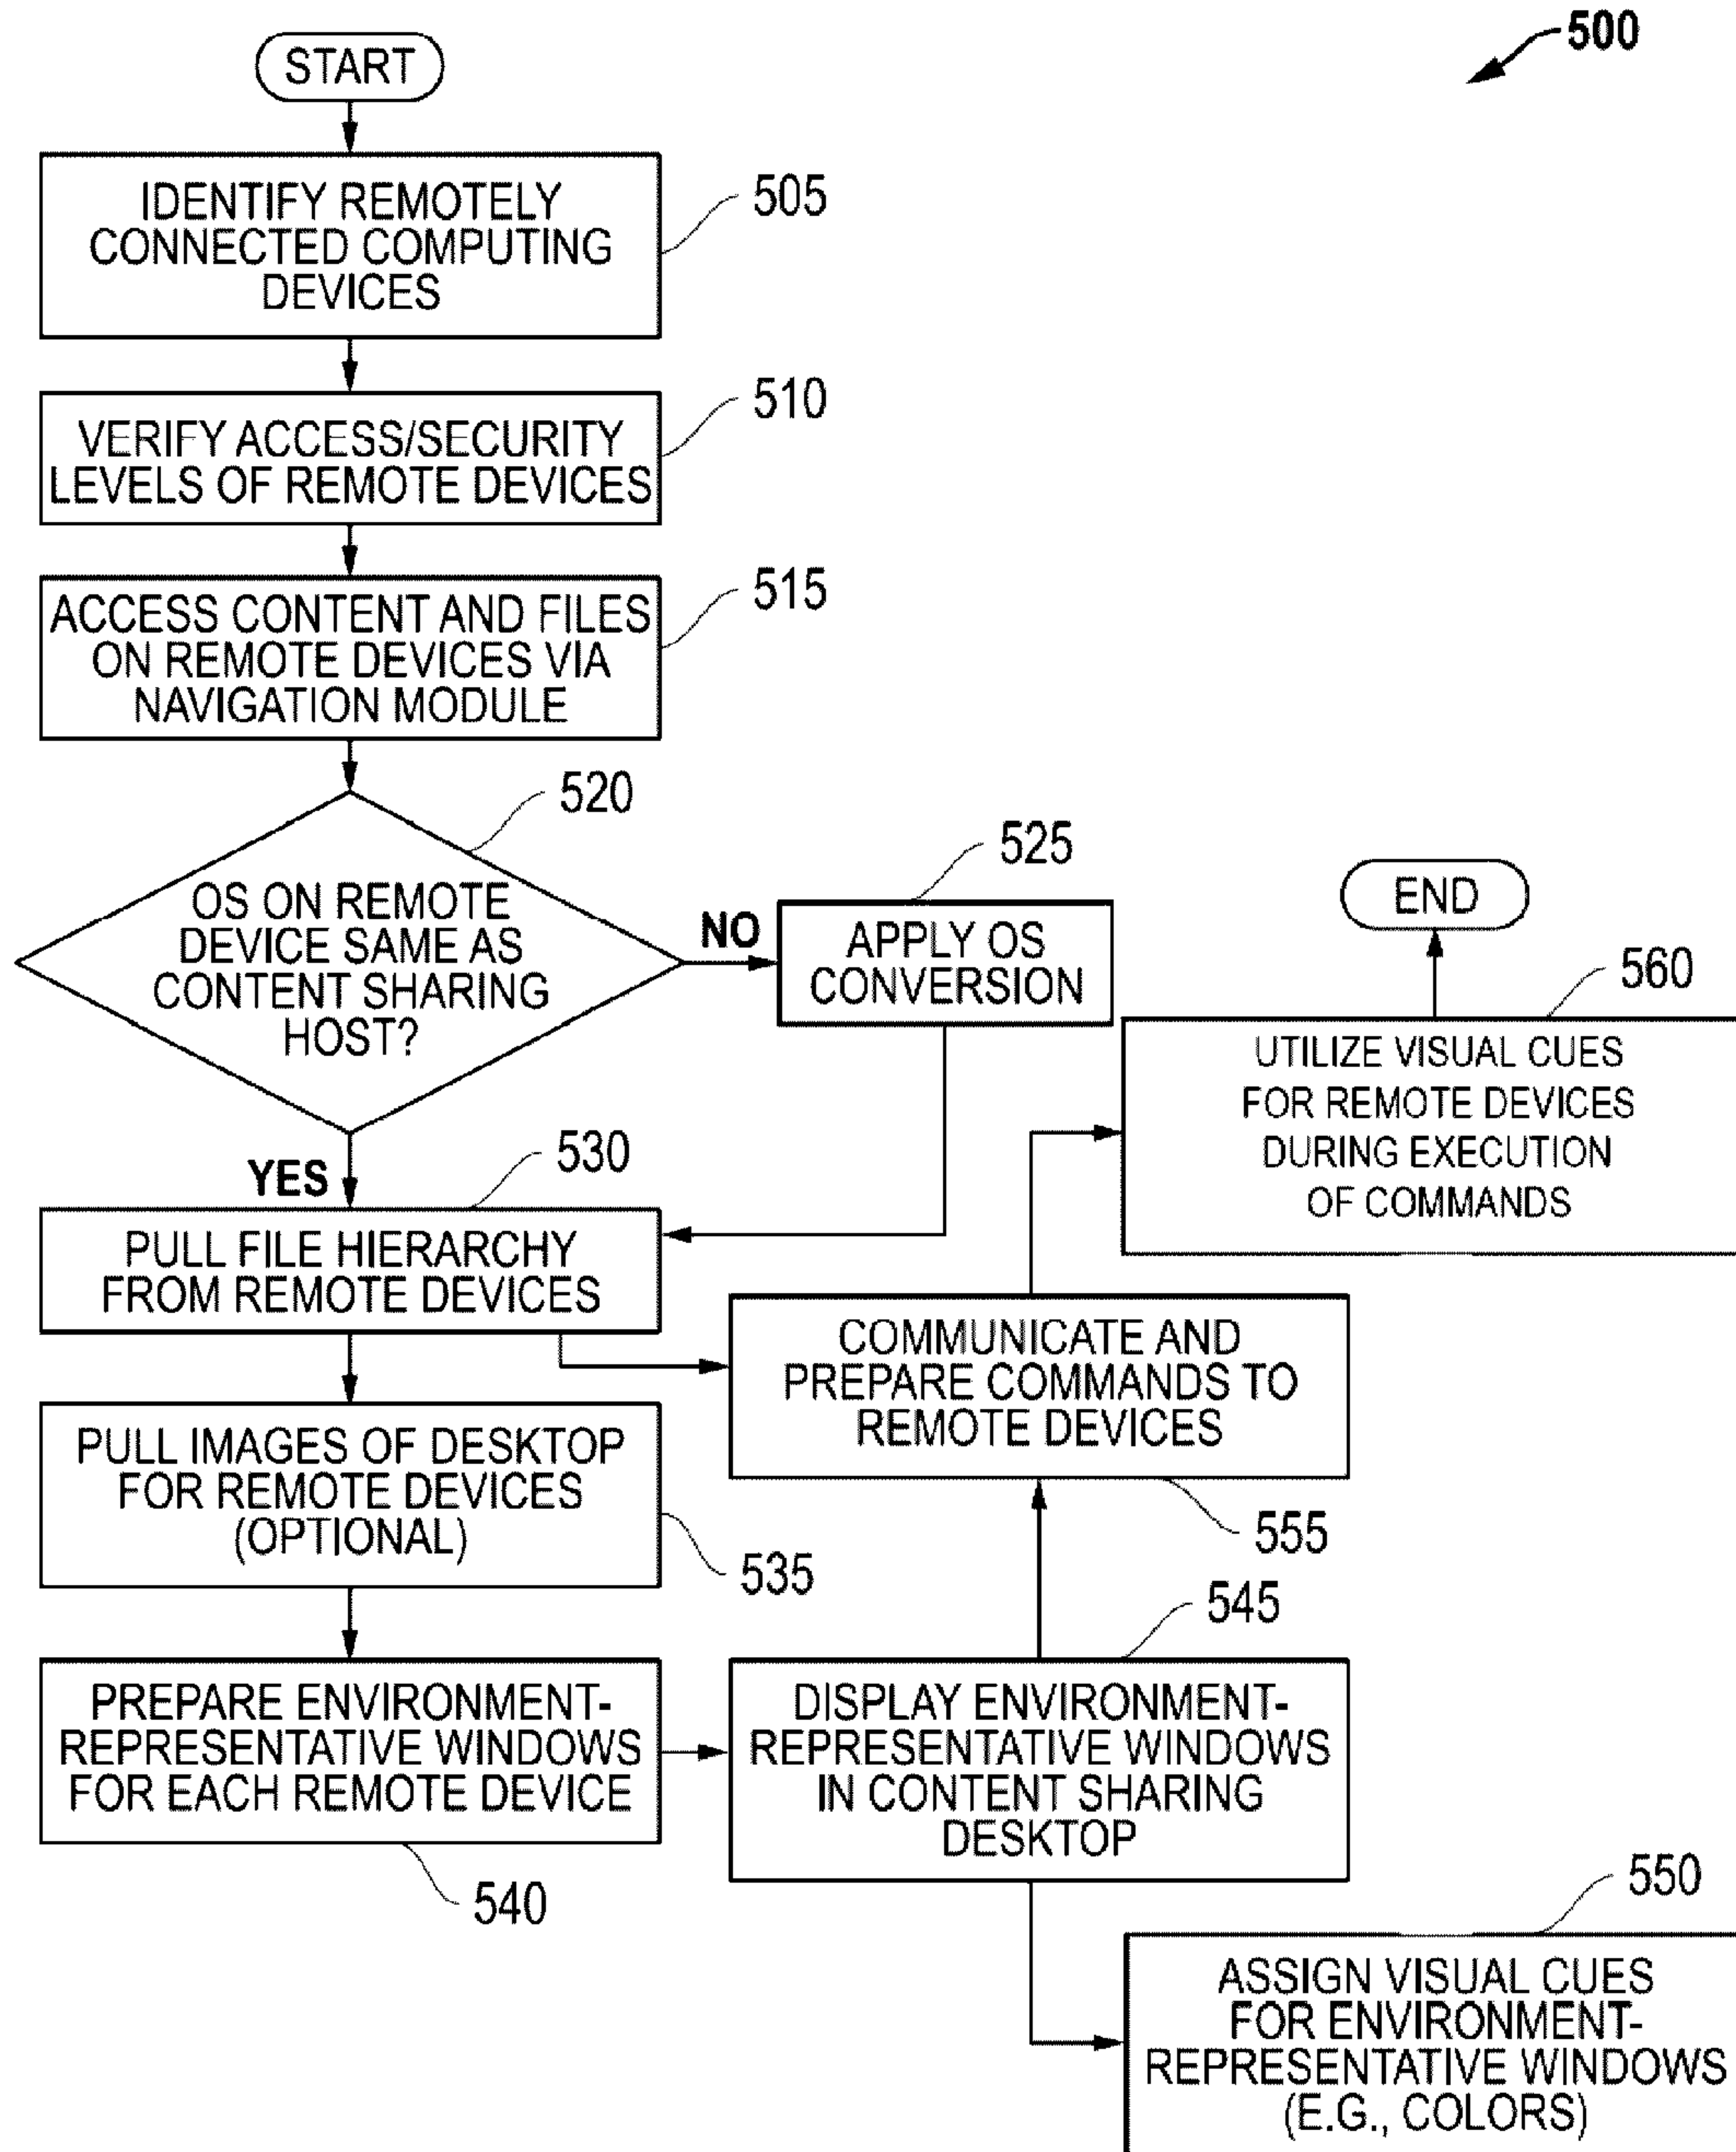 500
START
IDENTIFY REMOTELY
CONNECTED COMPUTING
DEVICES
505
VERIFY ACCESS/SECURITY
LEVELS OF REMOTE DEVICES
510
ACCESS CONTENT AND FILES
ON REMOTE DEVICES VIA
NAVIGATION MODULE
515
520
OS ON REMOTE
DEVICE SAME AS
CONTENT SHARING
HOST?
NO
525
APPLY OS
CONVERSION
YES
530
PULL FILE HIERARCHY
FROM REMOTE DEVICES
PULL IMAGES OF DESKTOP
FOR REMOTE DEVICES
(OPTIONAL)
535
PREPARE ENVIRONMENT-
REPRESENTATIVE WINDOWS
FOR EACH REMOTE DEVICE
540
545
DISPLAY ENVIRONMENT-
REPRESENTATIVE WINDOWS
IN CONTENT SHARING
DESKTOP
550
ASSIGN VISUAL CUES
FOR ENVIRONMENT-
REPRESENTATIVE WINDOWS
(E.G., COLORS)
COMMUNICATE AND
PREPARE COMMANDS TO
REMOTE DEVICES
555
560
UTILIZE VISUAL CUES
FOR REMOTE DEVICES
DURING EXECUTION
OF COMMANDS
END